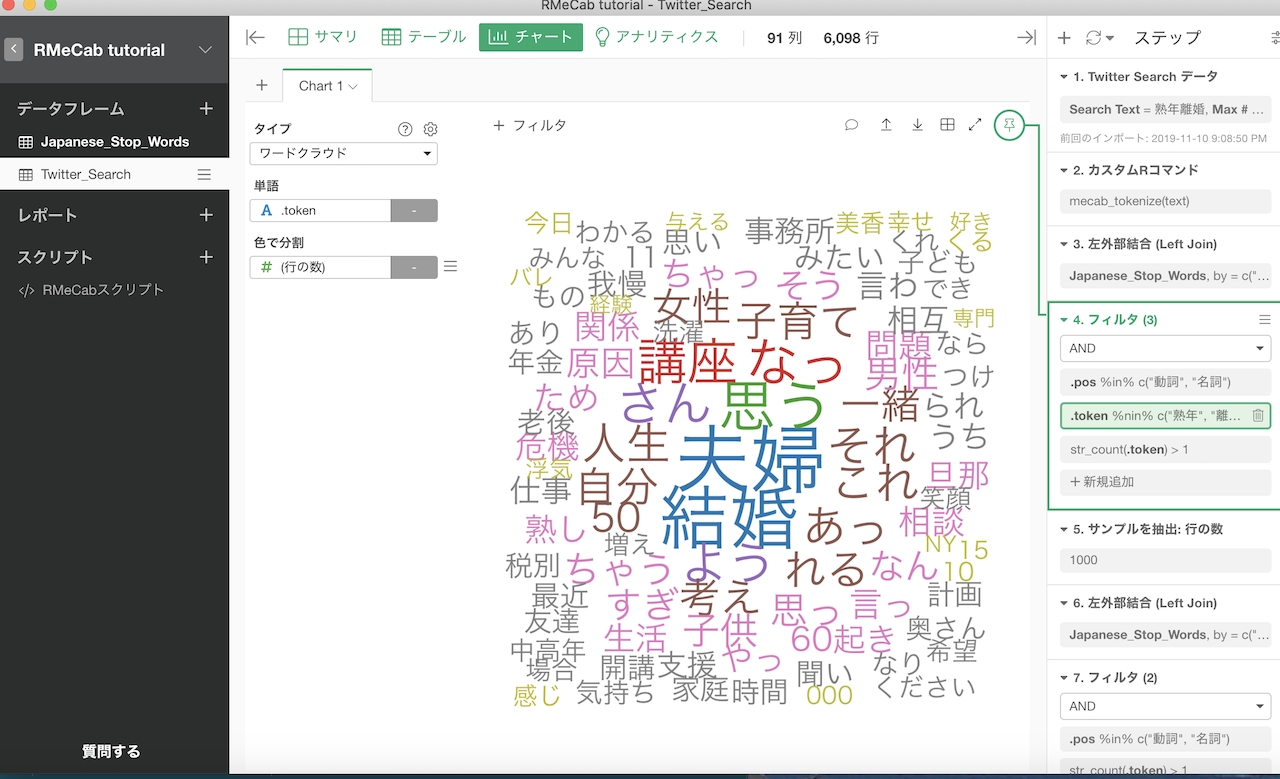 RMeCab tutorial - Twitter_Search
RMeCab tutorial
データフレーム
Japanese_Stop_Words
Twitter_Search
レポート
スクリプト
</> RMeCabスクリプト
質問する
サマリ テーブル チャート アナリティクス 91 列 6,098 行
Chart 1
タイプ
ワードクラウド
単語
A .token -
色で分割
# (行の数) -
+ フィルタ
今日 わかる 与える 思い 事務所 美香 幸せ 好き
みんな 11 みたい くれ くる
バレ 我慢 ちゃっ そう 言わ 子ども でき
もの 経験 女性 子育て 相互 専門
あり 関係 洗濯 問題 なら
年金 原因 講座 なっ 男性 つけ
ため さん 思う 一緒 られ
老後 危機 人生 夫婦 それ うち
浮気 仕事 自分 これ 旦那 笑顔
熟し 50 結婚 あっ 相談
増え NY 15
税別 ちゃう よう れる なん 10
最近 すぎ 考え 思っ 言っ 計画
友達 生活 子供 60 起き 奥さん
中高年 やっ 希望
場合 開講 支援 聞い なり
感じ 気持ち 家庭 時間 000 ください
ステップ
1. Twitter Search データ
Search Text = 熟年離婚, Max # ...
前回のインポート: 2019-11-10 9:08:50 PM
2. カスタムRコマンド
mecab_tokenize(text)
3. 左外部結合 (Left Join)
Japanese_Stop_Words, by = c("...
4. フィルタ (3)
AND
.pos %in% c("動詞", "名詞")
.token %nin% c("熟年", "離...
str_count(.token) > 1
+ 新規追加
5. サンプルを抽出: 行の数
1000
6. 左外部結合 (Left Join)
Japanese_Stop_Words, by = c("...
7. フィルタ (2)
AND
.pos %in% c("動詞", "名詞")
str_count(.token) > 1